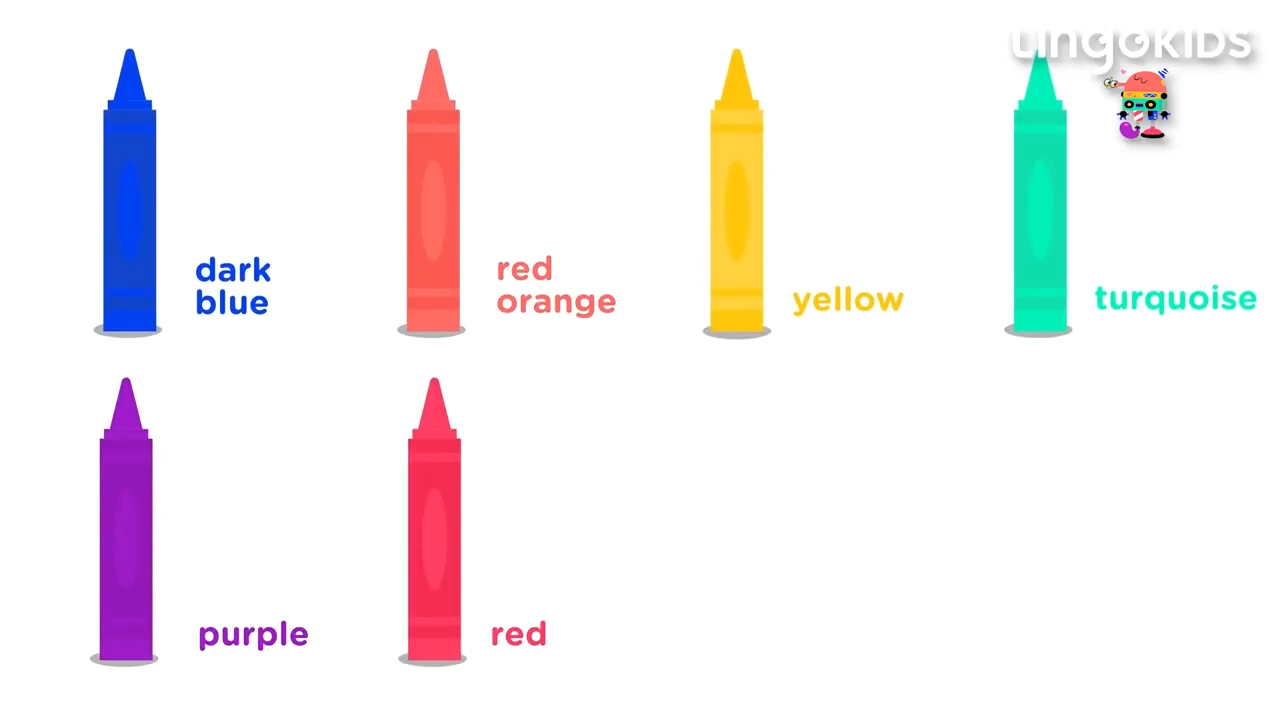 LINGOKIDS
dark
blue
red
orange
yellow
turquoise
purple
red